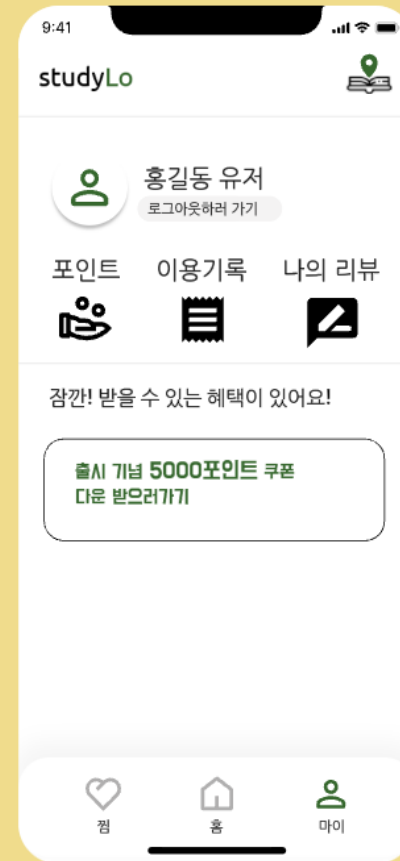 9:41
studyLo
홍길동 유저
로그아웃하러 가기
포인트 이용기록 나의 리뷰
잠깐! 받을 수 있는 혜택이 있어요!
출시 기념 5000포인트 쿠폰
다운 받으러가기
찜 홈 마이